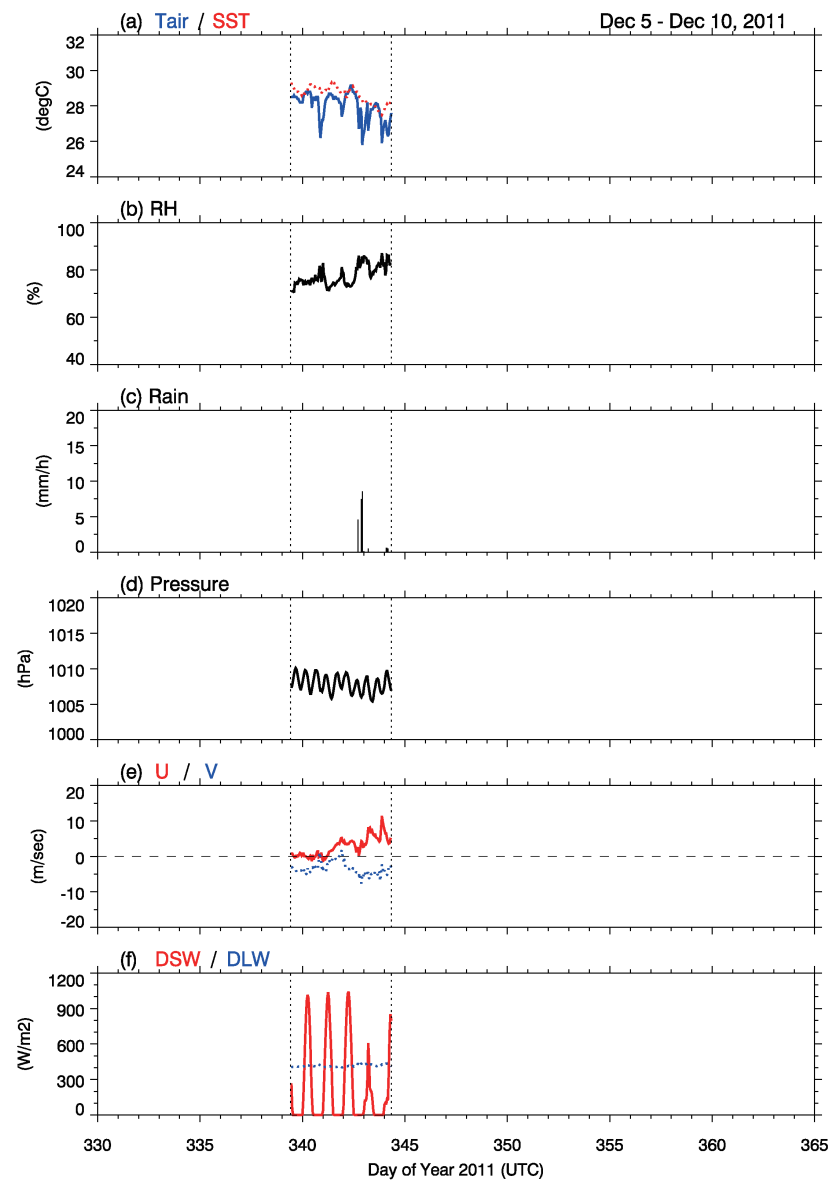 (a) Tair / SST Dec 5 - Dec 10, 2011
32
30
28
26
24
(degC)
(b) RH
100
80
60
40
(%)
(c) Rain
20
15
10
5
0
(mm/h)
(d) Pressure
1020
1015
1010
1005
1000
(hPa)
(e) U / V
20
10
0
-10
-20
(m/sec)
(f) DSW / DLW
1200
900
600
300
0
(W/m2)
330 335 340 345 350 355 360 365
Day of Year 2011 (UTC)